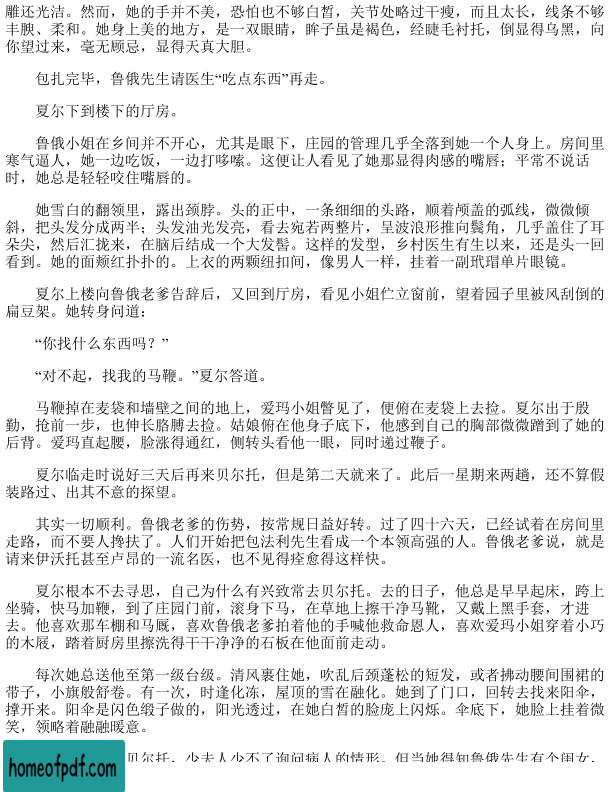 雕还光洁。然而，她的手并不美，恐怕也不够白皙，关节处略过干瘦，而且太长，线条不够
丰腴、柔和。她身上美的地方，是一双眼睛，眸子虽是褐色，经睫毛衬托，倒显得乌黑，向
你望过来，毫无顾忌，显得天真大胆。
包扎完毕，鲁俄先生请医生“吃点东西”再走。
夏尔下到楼下的厅房。
鲁俄小姐在乡间并不开心，尤其是眼下，庄园的管理几乎全落到她一个人身上。房间里
寒气逼人，她一边吃饭，一边打哆嗦。这便让人看见了她那显得肉感的嘴唇；平常不说话
时，她总是轻轻咬住嘴唇的。
她雪白的翻领里，露出颈脖。头的正中，一条细细的头路，顺着颅盖的弧线，微微倾
斜，把头发分成两半；头发油光发亮，看去宛若两整片，呈波浪形推向鬓角，几乎盖住了耳
朵尖，然后汇拢来，在脑后结成一个大发髻。这样的发型，乡村医生有生以来，还是头一回
看到。她的面颊红扑扑的。上衣的两颗纽扣间，像男人一样，挂着一副玳瑁单片眼镜。
夏尔上楼向鲁俄老爹告辞后，又回到厅房，看见小姐伫立窗前，望着园子里被风刮倒的
扁豆架。她转身问道：
“你找什么东西吗？”
“对不起，找我的马鞭。”夏尔答道。
马鞭掉在麦袋和墙壁之间的地上，爱玛小姐瞥见了，便俯在麦袋上去捡。夏尔出于殷
勤，抢前一步，也伸长胳膊去捡。姑娘俯在他身子底下，他感到自己的胸部微微蹭到了她的
后背。爱玛直起腰，脸涨得通红，侧转头看他一眼，同时递过鞭子。
夏尔临走时说好三天后再来贝尔托，但是第二天就来了。此后一星期来两趟，还不算假
装路过、出其不意的探望。
其实一切顺利。鲁俄老爹的伤势，按常规日益好转。过了四十六天，已经试着在房间里
走路，而不要人搀扶了。人们开始把包法利先生看成一个本领高强的人。鲁俄老爹说，就是
请来伊沃托甚至卢昂的一流名医，也不见得痊愈得这样快。
夏尔根本不去寻思，自己为什么有兴致常去贝尔托。去的日子，他总是早早起床，跨上
坐骑，快马加鞭，到了庄园门前，滚身下马，在草地上擦干净马靴，又戴上黑手套，才进
去。他喜欢那车棚和马厩，喜欢鲁俄老爹拍着他的手喊他救命恩人，喜欢爱玛小姐穿着小巧
的木屐，踏着厨房里擦洗得干干净净的石板在他面前走动。
每次她总送他至第一级台级。清风裹住她，吹乱后颈蓬松的短发，或者拂动腰间围裙的
带子，小旗般舒卷。有一次，时逢化冻，屋顶的雪在融化。她到了门口，回转去找来阳伞，
撑开来。阳伞是闪色缎子做的，阳光透过，在她白皙的脸庞上闪烁。伞底下，她脸上挂着微
笑，领略着融融暖意。
贝尔托，少夫人少不了询问病人的情形。但当她得知鲁俄先生有个闺女，
homeofpdf.com